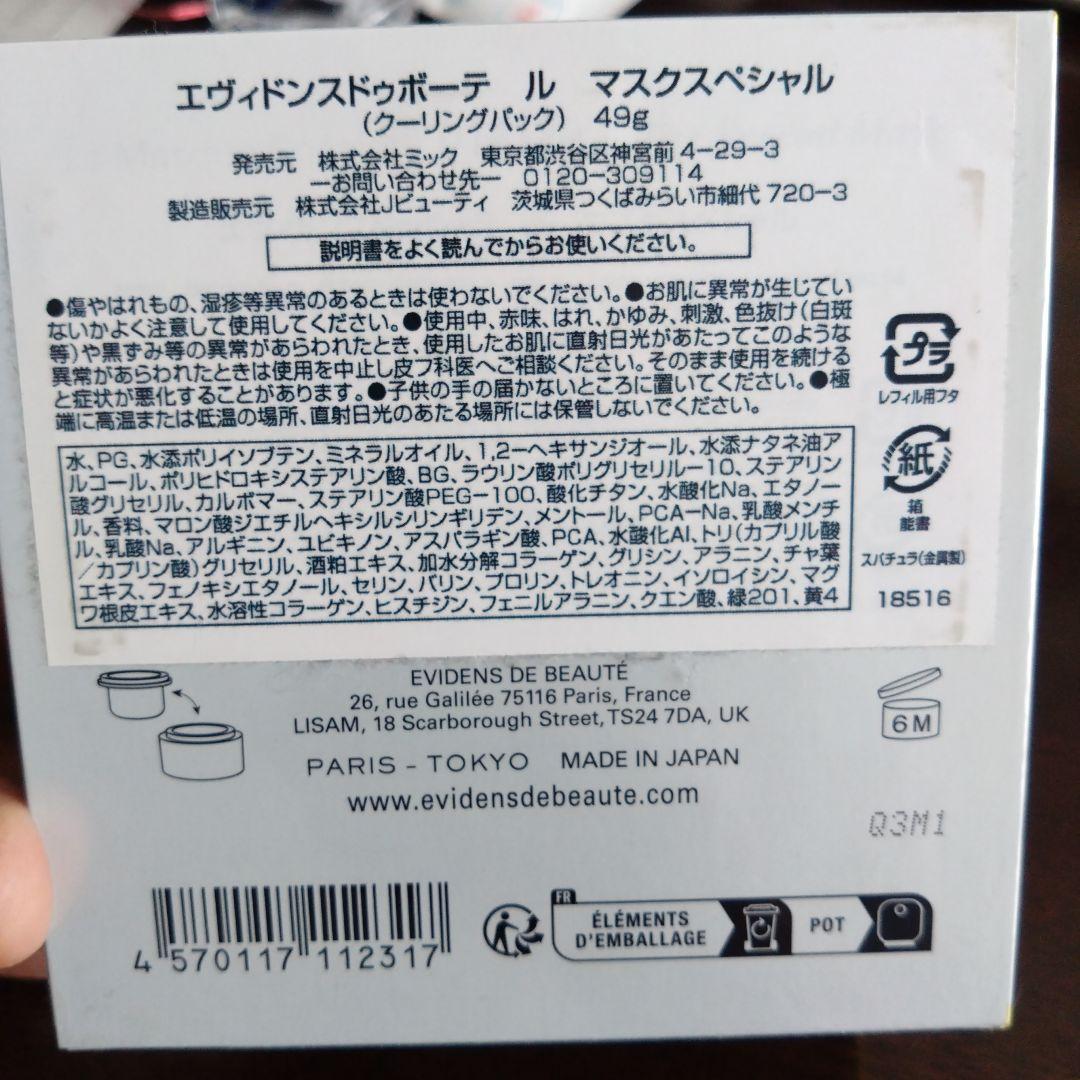 エヴィドンスドゥボーテ ル マスクスペシャル
(クーリングパック) 49g
発売元 株式会社ミック 東京都渋谷区神宮前4-29-3
―お問い合わせ先― 0120-309114
製造販売元 株式会社Jビューティ 茨城県つくばみらい市細代720-3
説明書をよく読んでからお使いください。
●傷やはれもの、湿疹等異常のあるときは使わないでください。●お肌に異常が生じてい
ないかよく注意して使用してください。●使用中、赤味、はれ、かゆみ、刺激、色抜け(白斑
等)や黒ずみ等の異常があらわれたとき、使用したお肌に直射日光があたってこのような
異常があらわれたときは使用を中止し皮フ科医へご相談ください。そのまま使用を続ける
と症状が悪化することがあります。●子供の手の届かないところに置いてください。●極
端に高温または低温の場所、直射日光のあたる場所には保管しないでください。
水、PG、水添ポリイソブテン、ミネラルオイル、1,2-ヘキサンジオール、水添ナタネ油ア
ルコール、ポリヒドロキシステアリン酸、BG、ラウリン酸ポリグリセリル-10、ステアリン
酸グリセリル、カルボマー、ステアリン酸PEG-100、酸化チタン、水酸化Na、エタノー
ル、香料、マロン酸ジエチルヘキシルシリンギリデン、メントール、PCA-Na、乳酸メンチ
ル、乳酸Na、アルギニン、ユビキノン、アスパラギン酸、PCA、水酸化Al、トリ(カプリル酸
/カプリン酸)グリセリル、酒粕エキス、加水分解コラーゲン、グリシン、アラニン、チャ葉
エキス、フェノキシエタノール、セリン、バリン、プロリン、トレオニン、イソロイシン、マグ
ワ根皮エキス、水溶性コラーゲン、ヒスチジン、フェニルアラニン、クエン酸、緑201、黄4
プラ
レフィル用フタ
紙
箱
能書
スパチュラ(金属製)
18516
EVIDENS DE BEAUTÉ
26, rue Galilée 75116 Paris, France
LISAM, 18 Scarborough Street, TS24 7DA, UK
PARIS - TOKYO MADE IN JAPAN
www.evidensdebeaute.com
6M
Q3M1
4 570117 112317
FR
ÉLÉMENTS
D'EMBALLAGE
POT